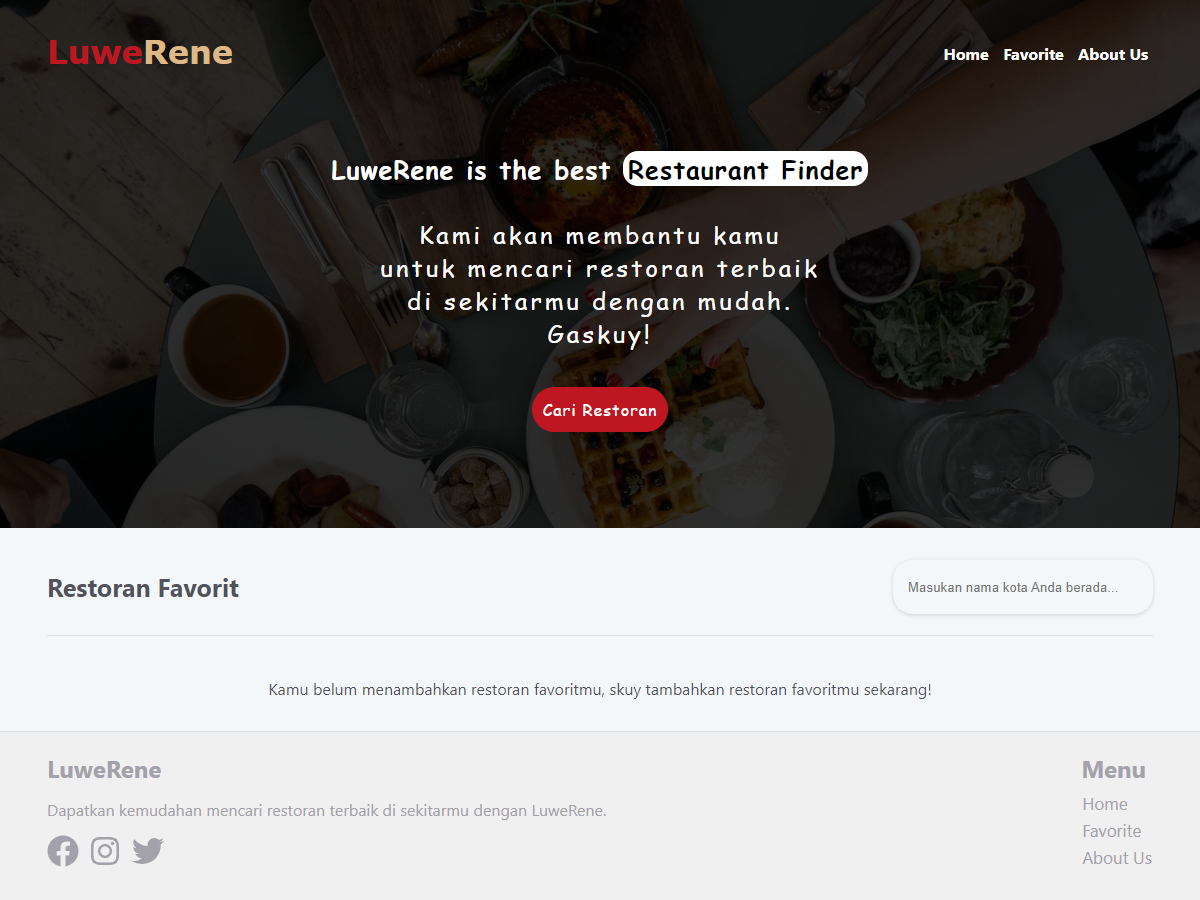 LuweRene
Home Favorite About Us
LuweRene is the best Restaurant Finder
Kami akan membantu kamu
untuk mencari restoran terbaik
di sekitarmu dengan mudah.
Gaskuy!
Cari Restoran
Restoran Favorit
Masukan nama kota Anda berada...
Kamu belum menambahkan restoran favoritmu, skuy tambahkan restoran favoritmu sekarang!
LuweRene
Dapatkan kemudahan mencari restoran terbaik di sekitarmu dengan LuweRene.
Menu
Home
Favorite
About Us